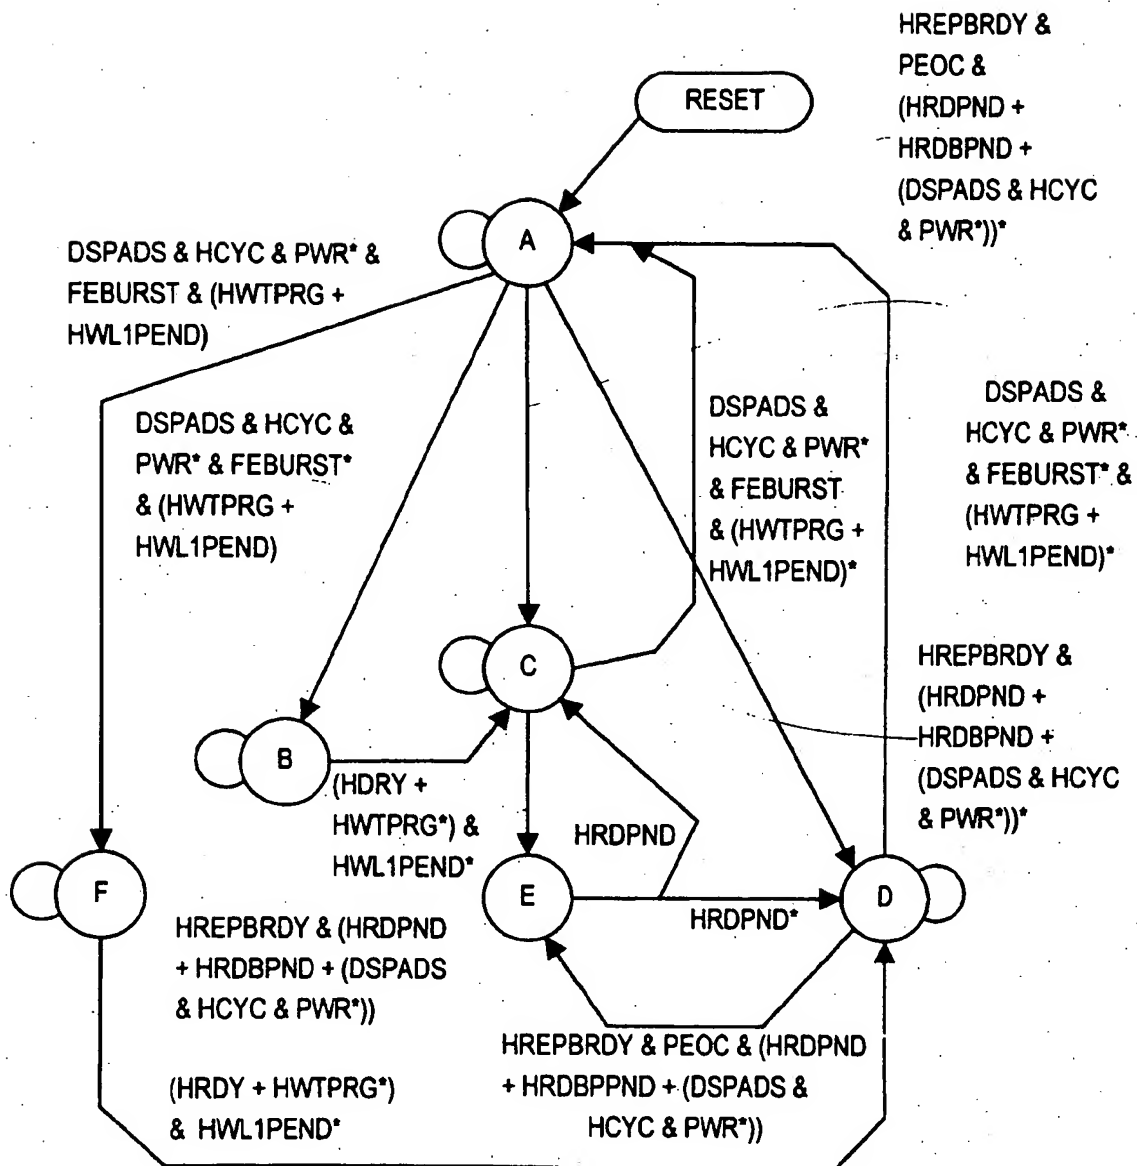 HREPBRDY &
PEOC &
(HRDPND +
HRDBPND +
(DSPADS & HCYC
& PWR*))*
RESET
A
DSPADS & HCYC & PWR* &
FEBURST & (HWTPRG +
HWL1PEND)
DSPADS & HCYC &
PWR* & FEBURST*
& (HWTPRG +
HWL1PEND)
DSPADS &
HCYC & PWR*
& FEBURST
& (HWTPRG +
HWL1PEND)*
DSPADS &
HCYC & PWR*
& FEBURST* &
(HWTPRG +
HWL1PEND)*
C
HREPBRDY &
(HRDPND +
HRDBPND +
(DSPADS & HCYC
& PWR*))*
B
(HDRY +
HWTPRG*) &
HWL1PEND*
HRDPND
F
E
HRDPND*
D
HREPBRDY & (HRDPND
+ HRDBPND + (DSPADS
& HCYC & PWR*))
HREPBRDY & PEOC & (HRDPND
+ HRDBPPND + (DSPADS &
HCYC & PWR*))
(HRDY + HWTPRG*)
& HWL1PEND*